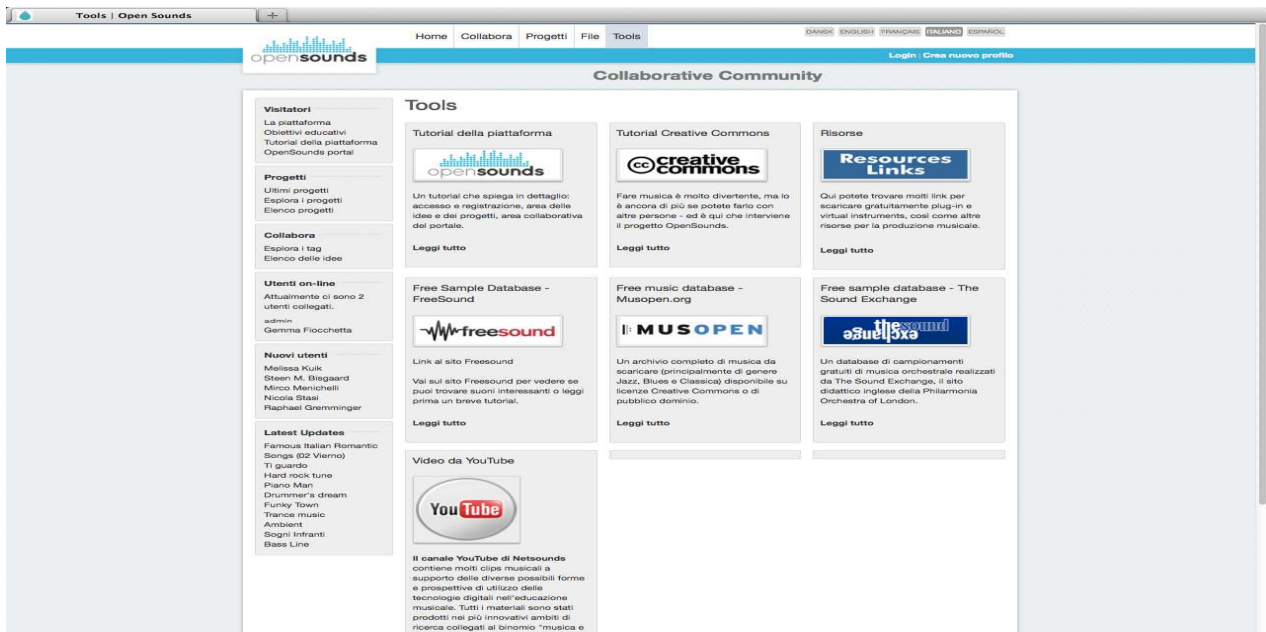 Tools | Open Sounds
Home Collabora Progetti File Tools
DANSK ENGLISH FRANÇAIS ITALIANO ESPAÑOL
opensounds
Login | Crea nuovo profilo
Collaborative Community
Visitatori
La piattaforma
Obiettivi educativi
Tutorial della piattaforma
OpenSounds portal
Progetti
Ultimi progetti
Esplora i progetti
Elenco progetti
Collabora
Esplora i tag
Elenco delle idee
Utenti on-line
Attualmente ci sono 2
utenti collegati.
admin
Gemma Fiocchetta
Nuovi utenti
Melissa Kuik
Steen M. Bisgaard
Mirco Menichelli
Nicola Stasi
Raphael Gremminger
Latest Updates
Famous Italian Romantic
Songs (02 Vierno)
Ti guardo
Hard rock tune
Piano Man
Drummer's dream
Funky Town
Trance music
Ambient
Sogni Infranti
Bass Line
Tools
Tutorial della piattaforma
opensounds
Un tutorial che spiega in dettaglio:
accesso e registrazione, area delle
idee e dei progetti, area collaborativa
del portale.
Leggi tutto
Tutorial Creative Commons
cc creative
commons
Fare musica è molto divertente, ma lo
è ancora di più se potete farlo con
altre persone - ed è qui che interviene
il progetto OpenSounds.
Leggi tutto
Risorse
Resources
Links
Qui potete trovare molti link per
scaricare gratuitamente plug-in e
virtual instruments, così come altre
risorse per la produzione musicale.
Leggi tutto
Free Sample Database -
FreeSound
freesound
Link al sito Freesound
Vai sul sito Freesound per vedere se
puoi trovare suoni interessanti o leggi
prima un breve tutorial.
Leggi tutto
Free music database -
Musopen.org
MUSOPEN
Un archivio completo di musica da
scaricare (principalmente di genere
Jazz, Blues e Classica) disponibile su
licenze Creative Commons o di
pubblico dominio.
Leggi tutto
Free sample database - The
Sound Exchange
the sound
exchange
Un database di campionamenti
gratuiti di musica orchestrale realizzati
da The Sound Exchange, il sito
didattico inglese della Philarmonia
Orchestra of London.
Leggi tutto
Video da YouTube
You Tube
Il canale YouTube di Netsounds
contiene molti clips musicali a
supporto delle diverse possibili forme
e prospettive di utilizzo delle
tecnologie digitali nell'educazione
musicale. Tutti i materiali sono stati
prodotti nei più innovativi ambiti di
ricerca collegati al binomio "musica e